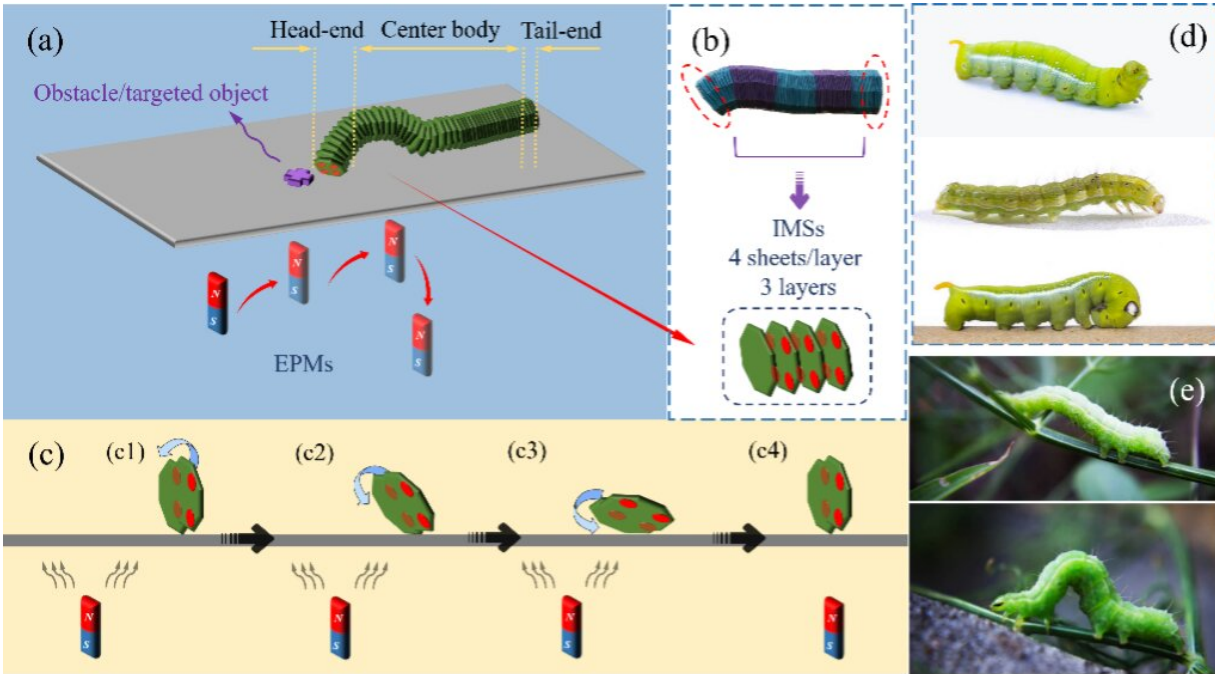 (a)
Head-end
Center body
Tail-end
Obstacle/targeted object
N
S
N
S
N
S
N
S
EPMs
(b)
IMSs
4 sheets/layer
3 layers
(c)
(c1)
(c2)
(c3)
(c4)
N
S
N
S
N
S
N
S
(d)
(e)